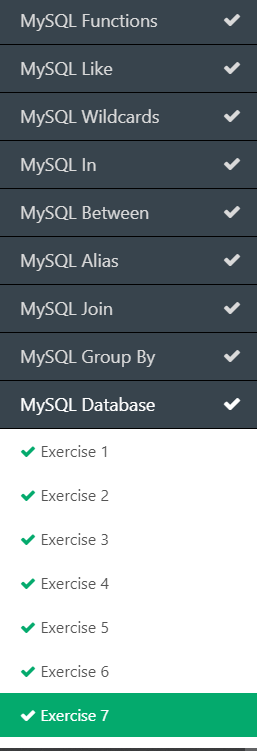 MySQL Functions
MySQL Like
MySQL Wildcards
MySQL In
MySQL Between
MySQL Alias
MySQL Join
MySQL Group By
MySQL Database
Exercise 1
Exercise 2
Exercise 3
Exercise 4
Exercise 5
Exercise 6
Exercise 7